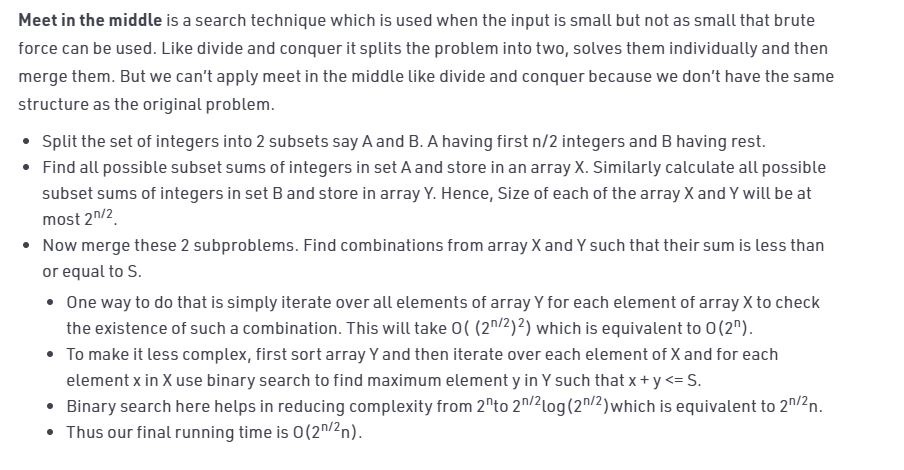 Meet in the middle is a search technique which is used when the input is small but not as small that brute
force can be used. Like divide and conquer it splits the problem into two, solves them individually and then
merge them. But we can’t apply meet in the middle like divide and conquer because we don’t have the same
structure as the original problem.
• Split the set of integers into 2 subsets say A and B. A having first n/2 integers and B having rest.
• Find all possible subset sums of integers in set A and store in an array X. Similarly calculate all possible
subset sums of integers in set B and store in array Y. Hence, Size of each of the array X and Y will be at
most 2^{n/2}.
• Now merge these 2 subproblems. Find combinations from array X and Y such that their sum is less than
or equal to S.
• One way to do that is simply iterate over all elements of array Y for each element of array X to check
the existence of such a combination. This will take O( (2^{n/2})^{2}) which is equivalent to O(2^{n}).
• To make it less complex, first sort array Y and then iterate over each element of X and for each
element x in X use binary search to find maximum element y in Y such that x + y <= S.
• Binary search here helps in reducing complexity from 2^{n}to 2^{n/2}log(2^{n/2})which is equivalent to 2^{n/2}n.
• Thus our final running time is O(2^{n/2}n).